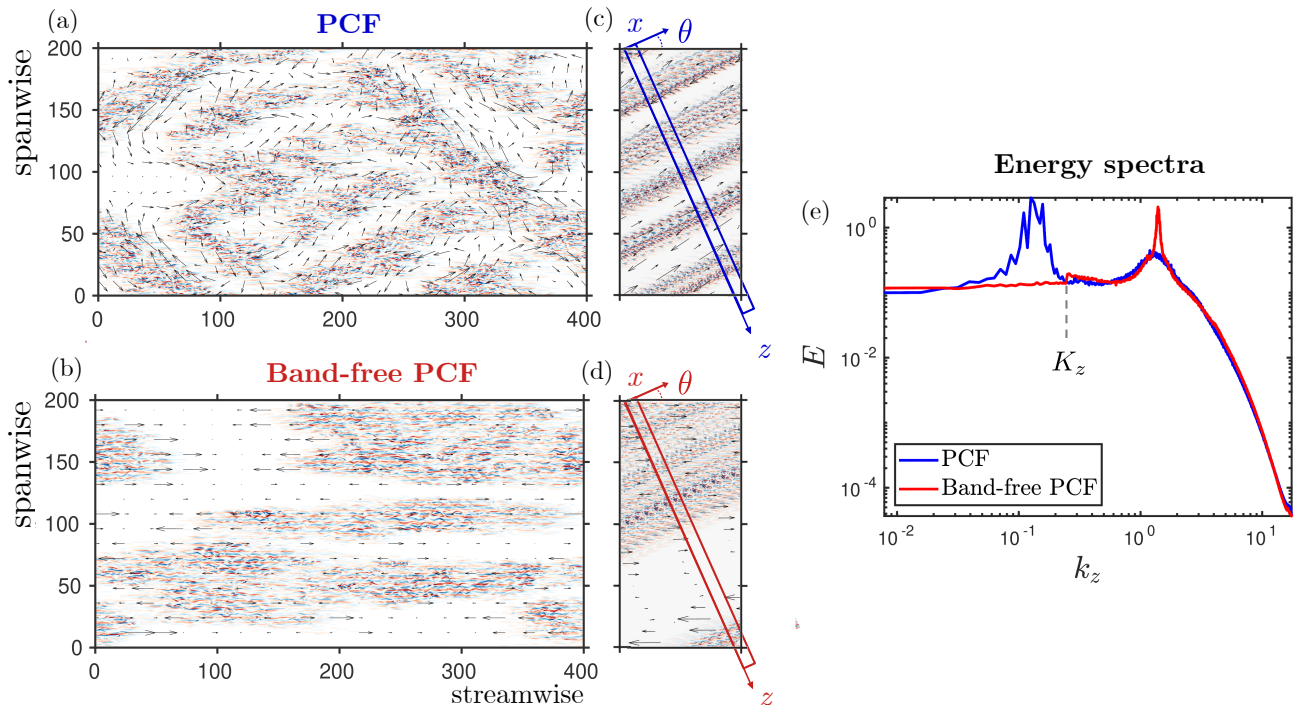 (a)
PCF
(c)
x
θ
200
150
100
50
0
spanwise
0
100
200
300
400
z
(b)
Band-free PCF
(d)
x
θ
200
150
100
50
0
spanwise
0
100
200
300
400
streamwise
z
Energy spectra
(e)
10^0
10^-2
10^-4
E
K_z
PCF
Band-free PCF
10^-2
10^-1
10^0
10^1
k_z